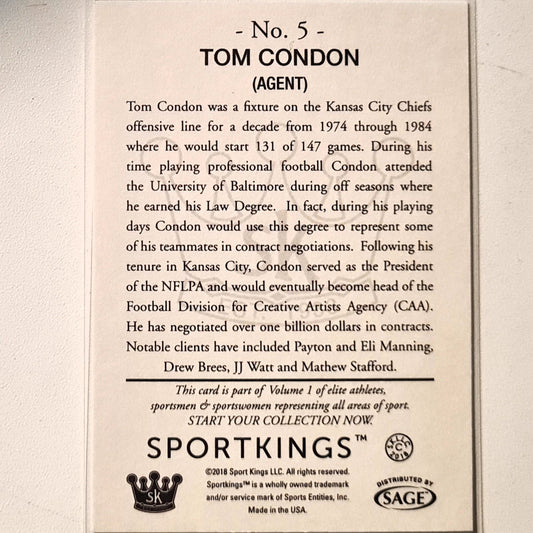 - No. 5 -
TOM CONDON
(AGENT)
Tom Condon was a fixture on the Kansas City Chiefs
offensive line for a decade from 1974 through 1984
where he would start 131 of 147 games. During his
time playing professional football Condon attended
the University of Baltimore during off seasons where
he earned his Law Degree. In fact, during his playing
days Condon would use this degree to represent some
of his teammates in contract negotiations. Following his
tenure in Kansas City, Condon served as the President
of the NFLPA and would eventually become head of the
Football Division for Creative Artists Agency (CAA).
He has negotiated over one billion dollars in contracts.
Notable clients have included Payton and Eli Manning,
Drew Brees, JJ Watt and Mathew Stafford.
This card is part of Volume 1 of elite athletes,
sportsmen & sportswomen representing all areas of sport.
START YOUR COLLECTION NOW.
SPORTKINGS™
SKLLC
C
2018
©2018 Sport Kings LLC. All rights reserved.
Sportkings™ is a wholly owned trademark
and/or service mark of Sports Entities, Inc.
Made in the USA.
SK
DISTRIBUTED BY
SAGE